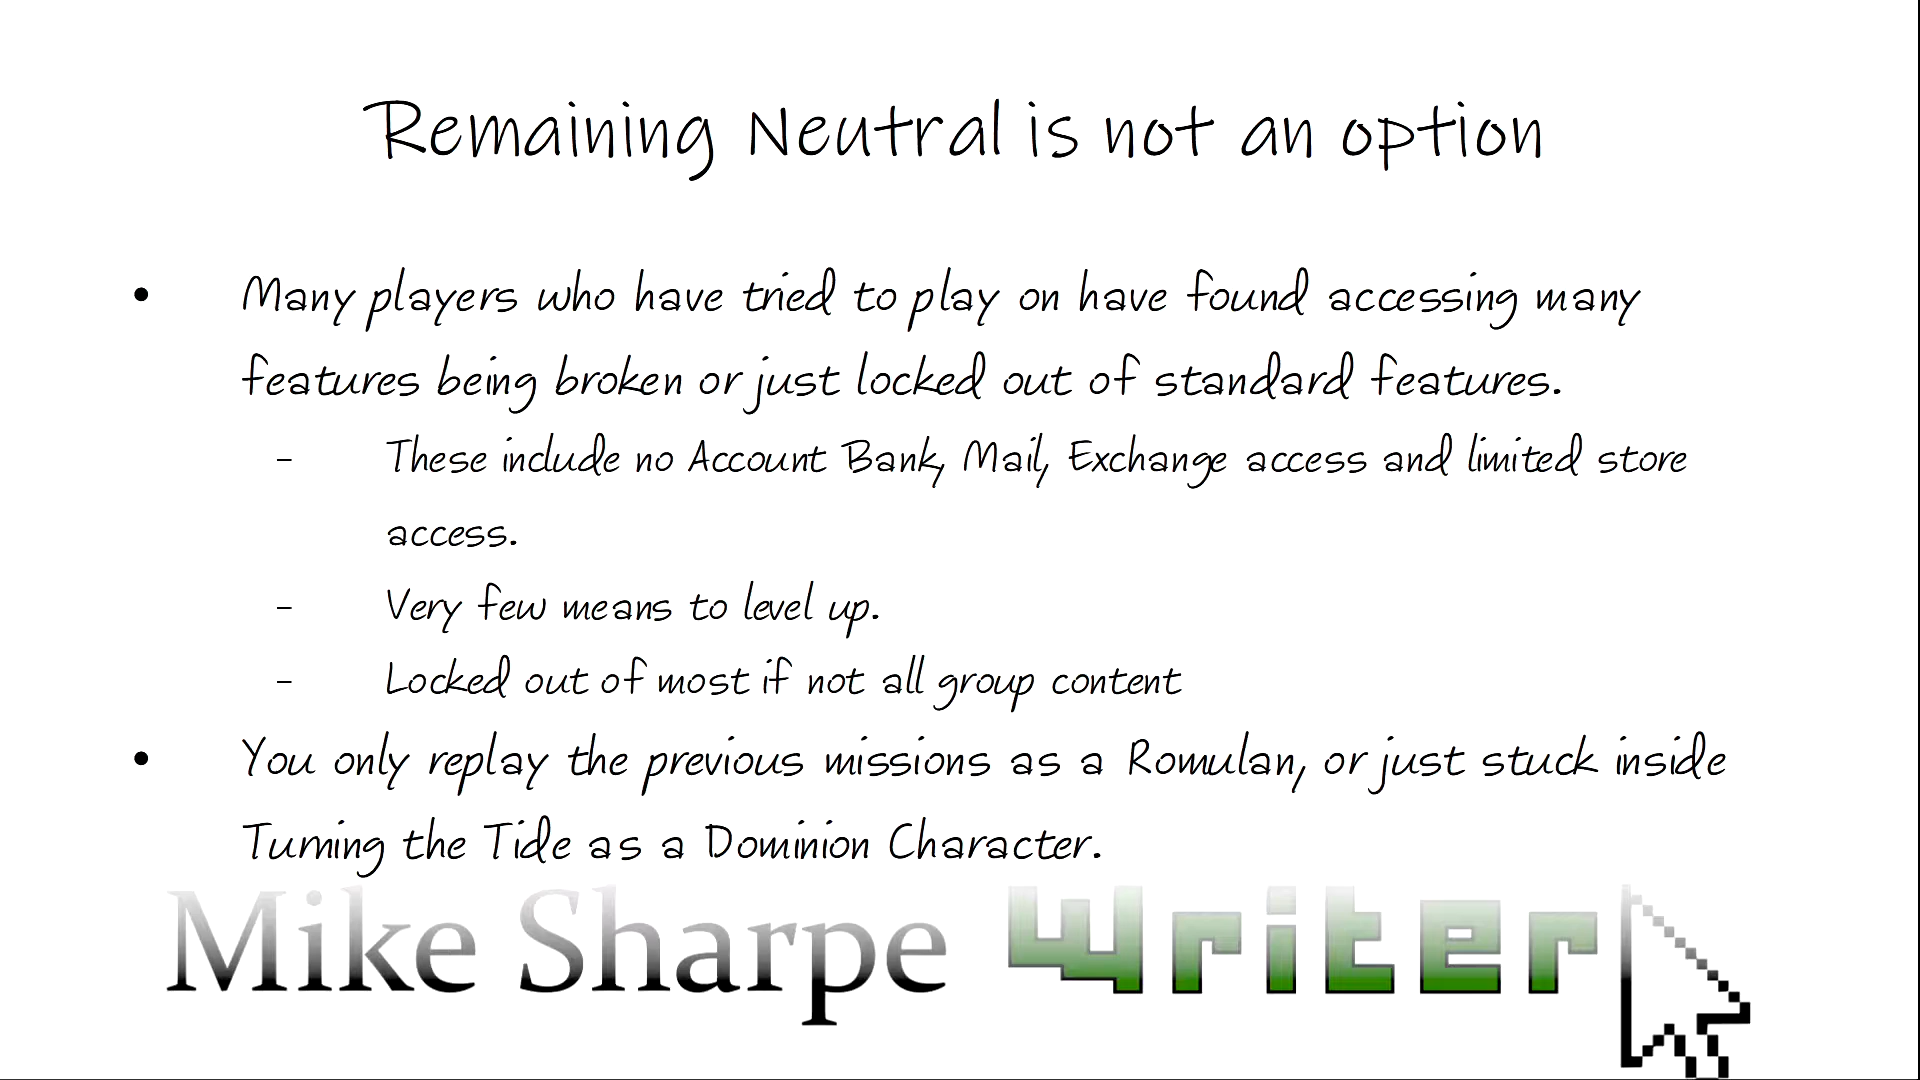 Remaining Neutral is not an option
• Many players who have tried to play on have found accessing many
features being broken or just locked out of standard features.
– These include no Account Bank, Mail, Exchange access and limited store
access.
– Very few means to level up.
– Locked out of most if not all group content
• You only replay the previous missions as a Romulan, or just stuck inside
Turning the Tide as a Dominion Character.
Mike Sharpe Writer